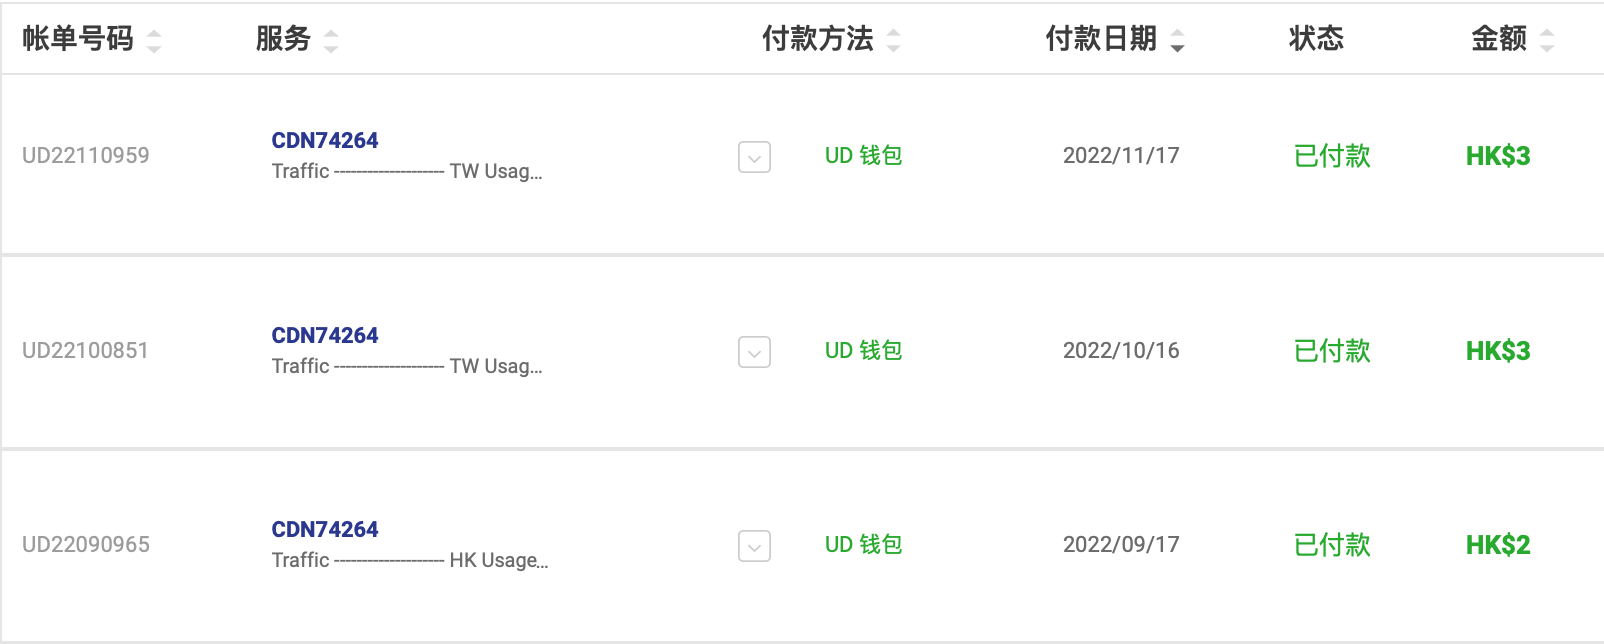 帐单号码 服务 付款方法 付款日期 状态 金额
UD22110959 CDN74264 UD 钱包 2022/11/17 已付款 HK$3
Traffic -------------------- TW Usag...
UD22100851 CDN74264 UD 钱包 2022/10/16 已付款 HK$3
Traffic -------------------- TW Usag...
UD22090965 CDN74264 UD 钱包 2022/09/17 已付款 HK$2
Traffic -------------------- HK Usage...